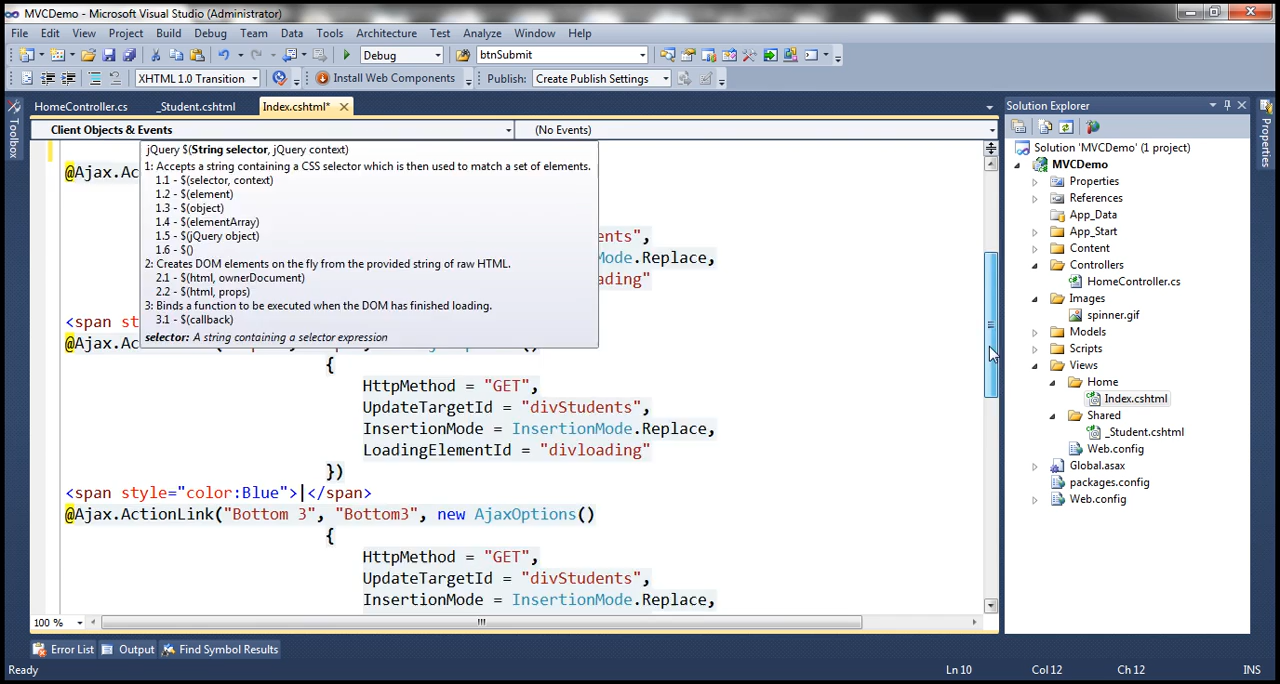 MVCDemo - Microsoft Visual Studio (Administrator)
File Edit View Project Build Debug Team Data Tools Architecture Test Analyze Window Help
Debug btnSubmit
XHTML 1.0 Transition Install Web Components Publish: Create Publish Settings
HomeController.cs _Student.cshtml Index.cshtml*
Client Objects & Events (No Events)
Toolbox
jQuery $(String selector, jQuery context)
1: Accepts a string containing a CSS selector which is then used to match a set of elements.
1.1 - $(selector, context)
1.2 - $(element)
1.3 - $(object)
1.4 - $(elementArray)
1.5 - $(jQuery object)
1.6 - $()
2: Creates DOM elements on the fly from the provided string of raw HTML.
2.1 - $(html, ownerDocument)
2.2 - $(html, props)
3: Binds a function to be executed when the DOM has finished loading.
3.1 - $(callback)
selector: A string containing a selector expression
@Ajax.Ac
ents",
Mode.Replace,
ading"
<span st
@Ajax.Ac
{
HttpMethod = "GET",
UpdateTargetId = "divStudents",
InsertionMode = InsertionMode.Replace,
LoadingElementId = "divloading"
})
<span style="color:Blue">|</span>
@Ajax.ActionLink("Bottom 3", "Bottom3", new AjaxOptions()
{
HttpMethod = "GET",
UpdateTargetId = "divStudents",
InsertionMode = InsertionMode.Replace,
100 %
Solution Explorer
Solution 'MVCDemo' (1 project)
MVCDemo
Properties
References
App_Data
App_Start
Content
Controllers
HomeController.cs
Images
spinner.gif
Models
Scripts
Views
Home
Index.cshtml
Shared
_Student.cshtml
Web.config
Global.asax
packages.config
Web.config
Properties
Error List Output Find Symbol Results
Ready Ln 10 Col 12 Ch 12 INS